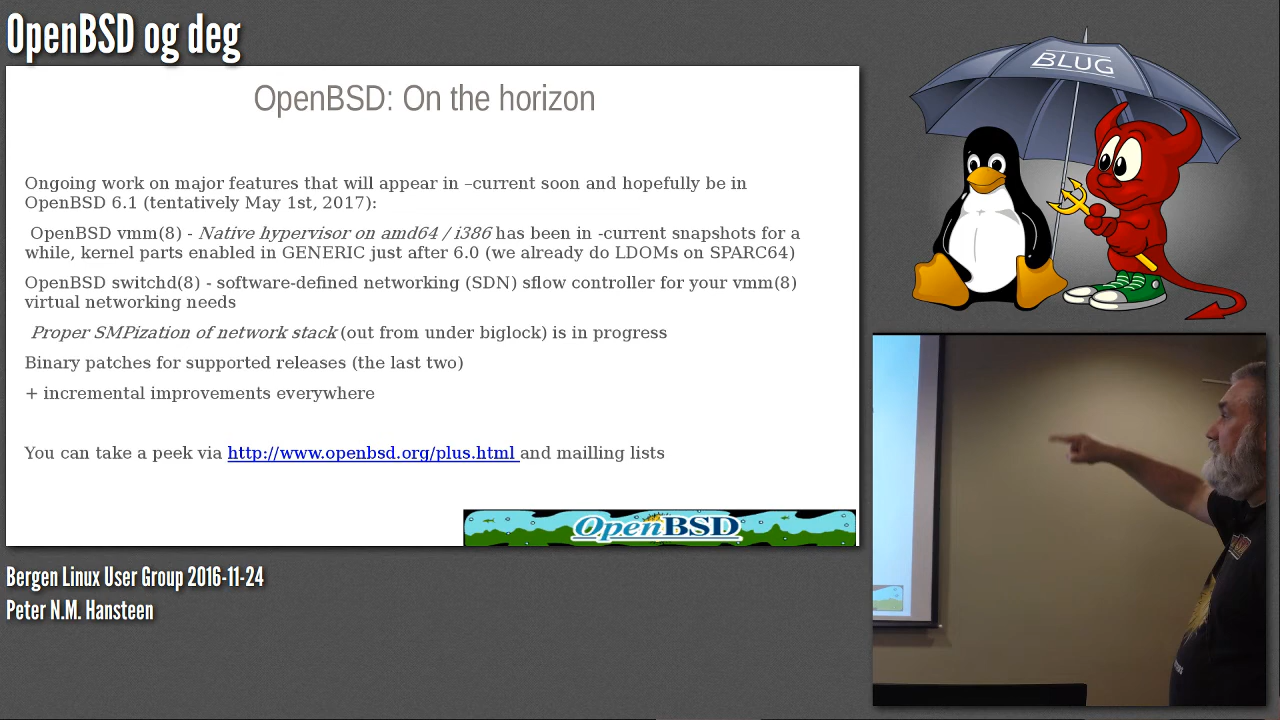 OpenBSD og deg
OpenBSD: On the horizon
Ongoing work on major features that will appear in –current soon and hopefully be in
OpenBSD 6.1 (tentatively May 1st, 2017):
OpenBSD vmm(8) - Native hypervisor on amd64 / i386 has been in -current snapshots for a
while, kernel parts enabled in GENERIC just after 6.0 (we already do LDOMs on SPARC64)
OpenBSD switchd(8) - software-defined networking (SDN) sflow controller for your vmm(8)
virtual networking needs
Proper SMPization of network stack (out from under biglock) is in progress
Binary patches for supported releases (the last two)
+ incremental improvements everywhere
You can take a peek via http://www.openbsd.org/plus.html and mailling lists
OpenBSD
BLUG
Bergen Linux User Group 2016-11-24
Peter N.M. Hansteen